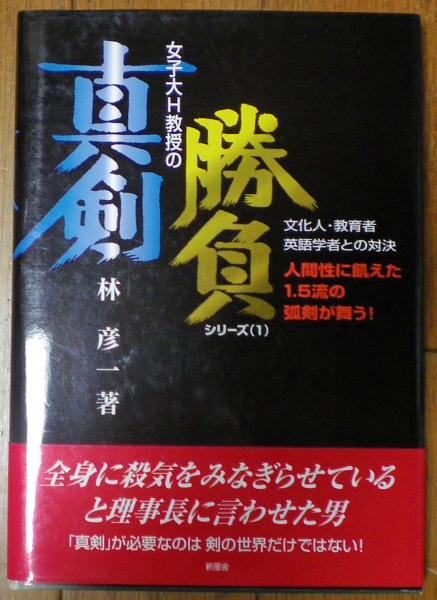 女子大H教授の
真剣
勝負
シリーズ(1)
文化人・教育者
英語学者との対決
人間性に飢えた
1.5流の
弧剣が舞う!
林 彦一 著
全身に殺気をみなぎらせている
と理事長に言わせた男
「真剣」が必要なのは 剣の世界だけではない!
新風舎